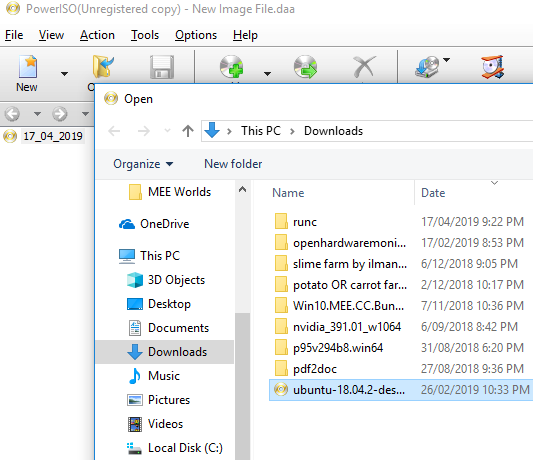 PowerISO(Unregistered copy) - New Image File.daa
File View Action Tools Options Help
New
17_04_2019
Open
This PC > Downloads
Organize New folder
MEE Worlds
OneDrive
This PC
3D Objects
Desktop
Documents
Downloads
Music
Pictures
Videos
Local Disk (C:)
Name Date
runc 17/04/2019 9:22 PM
openhardwaremoni... 17/02/2019 8:53 PM
slime farm by ilman... 6/12/2018 9:05 PM
potato OR carrot far... 2/12/2018 10:17 PM
Win10.MEE.CC.Bun... 7/11/2018 10:36 PM
nvidia_391.01_w1064 6/09/2018 8:42 PM
p95v294b8.win64 31/08/2018 6:20 PM
pdf2doc 27/08/2018 9:36 PM
ubuntu-18.04.2-des... 26/02/2019 10:33 PM